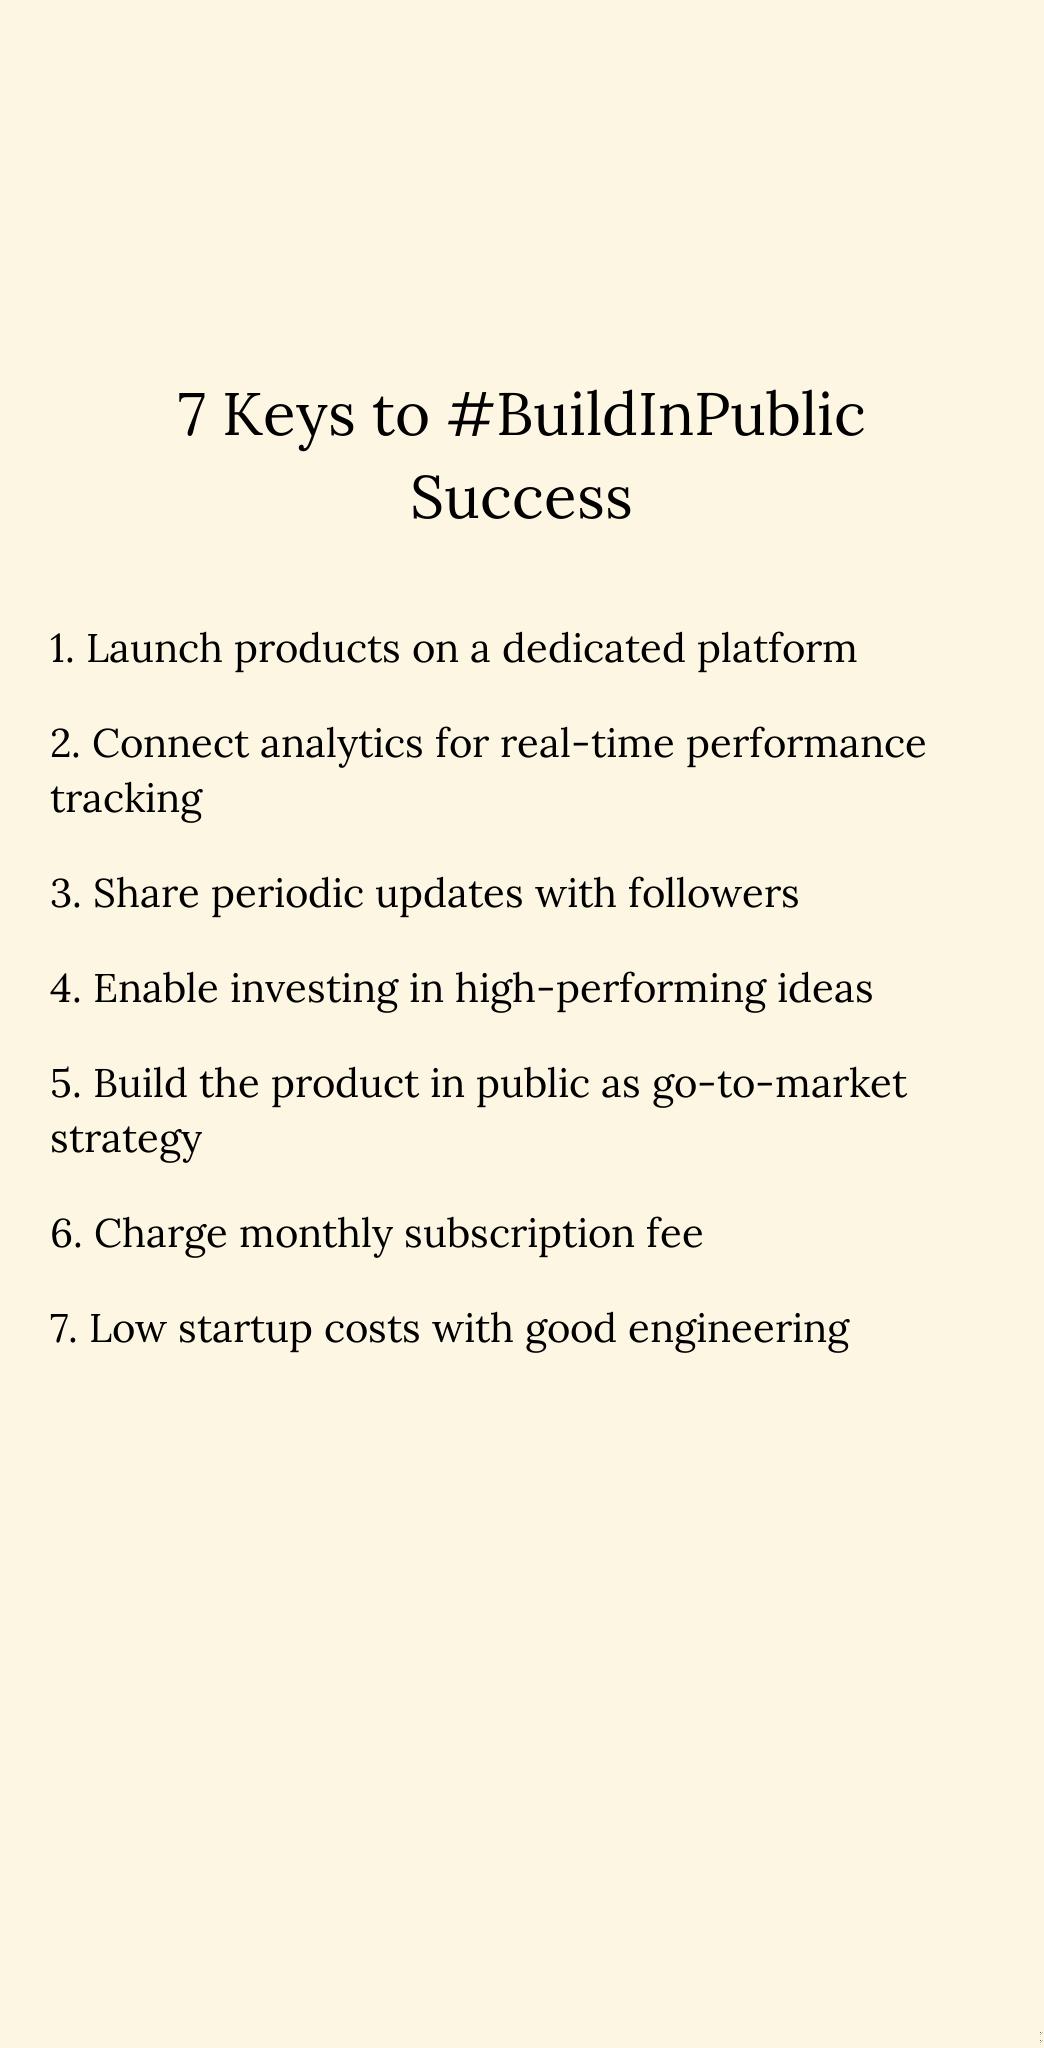 7 Keys to #BuildInPublic
Success
1. Launch products on a dedicated platform
2. Connect analytics for real-time performance
tracking
3. Share periodic updates with followers
4. Enable investing in high-performing ideas
5. Build the product in public as go-to-market
strategy
6. Charge monthly subscription fee
7. Low startup costs with good engineering